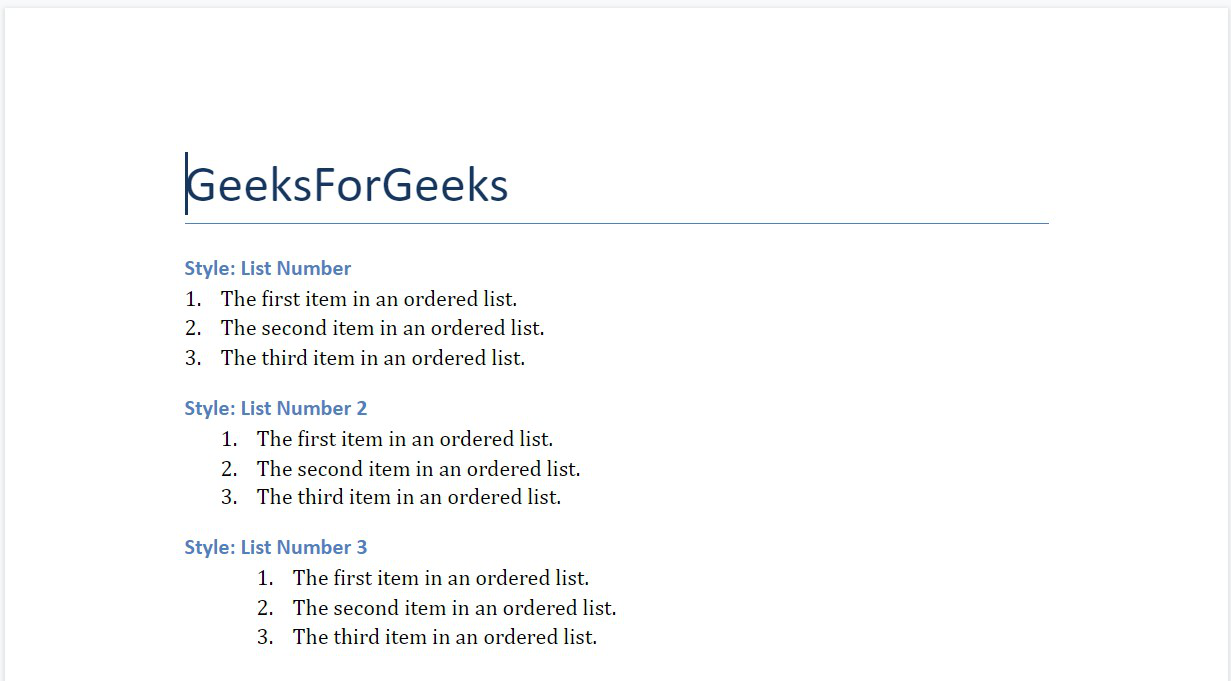 GeeksForGeeks
Style: List Number
1. The first item in an ordered list.
2. The second item in an ordered list.
3. The third item in an ordered list.
Style: List Number 2
1. The first item in an ordered list.
2. The second item in an ordered list.
3. The third item in an ordered list.
Style: List Number 3
1. The first item in an ordered list.
2. The second item in an ordered list.
3. The third item in an ordered list.